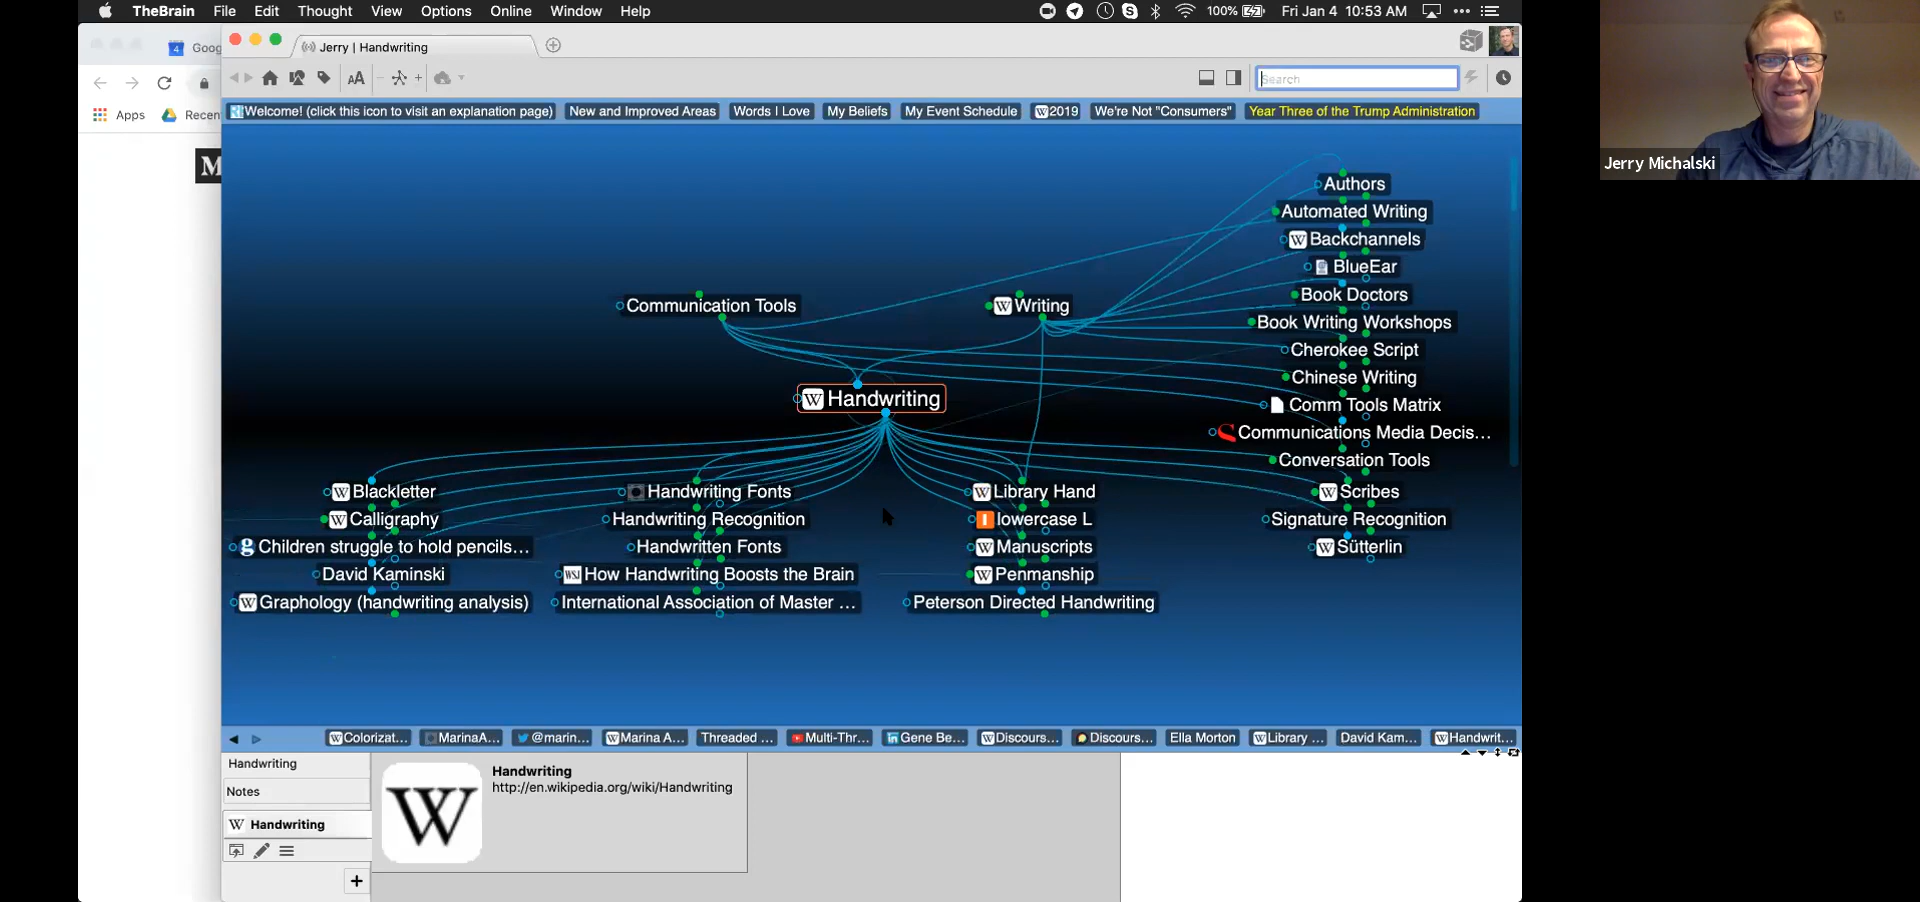 TheBrain File Edit Thought View Options Online Window Help 100% Fri Jan 4 10:53 AM
Goog
Jerry | Handwriting
AA
Search
Apps Recen
Welcome! (click this icon to visit an explanation page) New and Improved Areas Words I Love My Beliefs My Event Schedule 2019 We're Not "Consumers" Year Three of the Trump Administration
M
Jerry Michalski
Authors
Automated Writing
Backchannels
BlueEar
Communication Tools
Writing
Book Doctors
Book Writing Workshops
Cherokee Script
Chinese Writing
Handwriting
Comm Tools Matrix
Communications Media Decis...
Conversation Tools
Blackletter
Calligraphy
Children struggle to hold pencils...
David Kaminski
Graphology (handwriting analysis)
Handwriting Fonts
Handwriting Recognition
Handwritten Fonts
How Handwriting Boosts the Brain
International Association of Master ...
Library Hand
lowercase L
Manuscripts
Penmanship
Peterson Directed Handwriting
Scribes
Signature Recognition
Sütterlin
Colorizat... MarinaA... @marin... Marina A... Threaded ... Multi-Thr... Gene Be... Discours... Discours... Ella Morton Library ... David Kam... Handwrit...
Handwriting
Notes
Handwriting
W
Handwriting
http://en.wikipedia.org/wiki/Handwriting